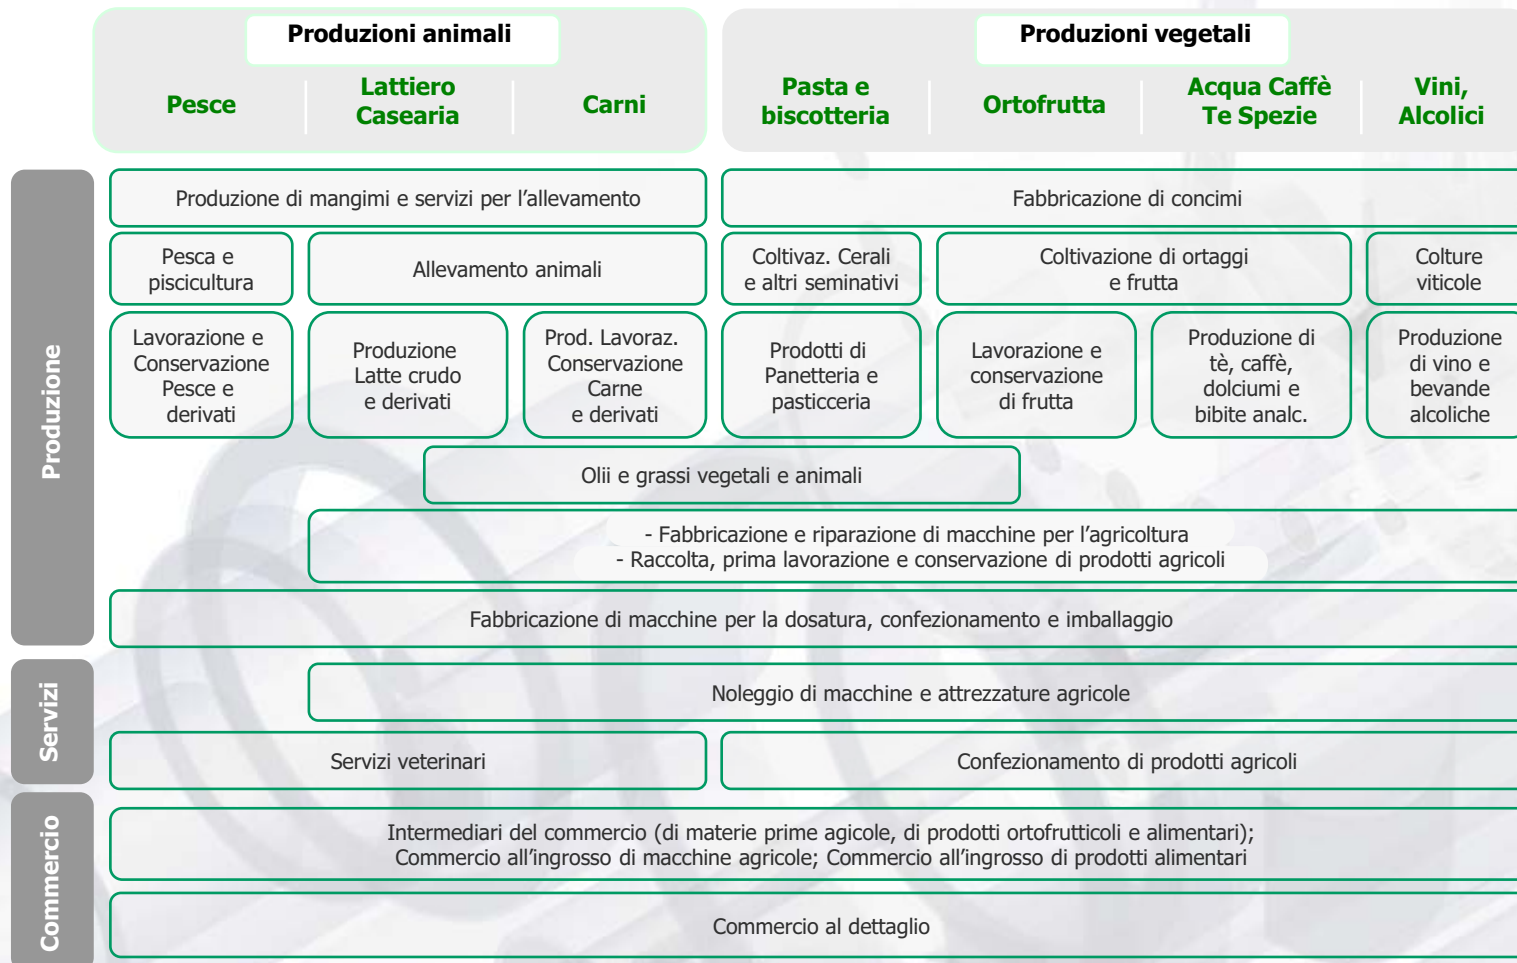 Produzioni animali
Produzioni vegetali
Pesce
Lattiero
Casearia
Carni
Pasta e
biscotteria
Ortofrutta
Acqua Caffè
Te Spezie
Vini,
Alcolici
Produzione
Produzione di mangimi e servizi per l'allevamento
Fabbricazione di concimi
Pesca e
piscicultura
Allevamento animali
Coltivaz. Cerali
e altri seminativi
Coltivazione di ortaggi
e frutta
Colture
viticole
Lavorazione e
Conservazione
Pesce e
derivati
Produzione
Latte crudo
e derivati
Prod. Lavoraz.
Conservazione
Carne
e derivati
Prodotti di
Panetteria e
pasticceria
Lavorazione e
conservazione
di frutta
Produzione di
tè, caffè,
dolciumi e
bibite analc.
Produzione
di vino e
bevande
alcoliche
Olii e grassi vegetali e animali
- Fabbricazione e riparazione di macchine per l'agricoltura
- Raccolta, prima lavorazione e conservazione di prodotti agricoli
Fabbricazione di macchine per la dosatura, confezionamento e imballaggio
Servizi
Noleggio di macchine e attrezzature agricole
Servizi veterinari
Confezionamento di prodotti agricoli
Commercio
Intermediari del commercio (di materie prime agicole, di prodotti ortofrutticoli e alimentari);
Commercio all'ingrosso di macchine agricole; Commercio all'ingrosso di prodotti alimentari
Commercio al dettaglio